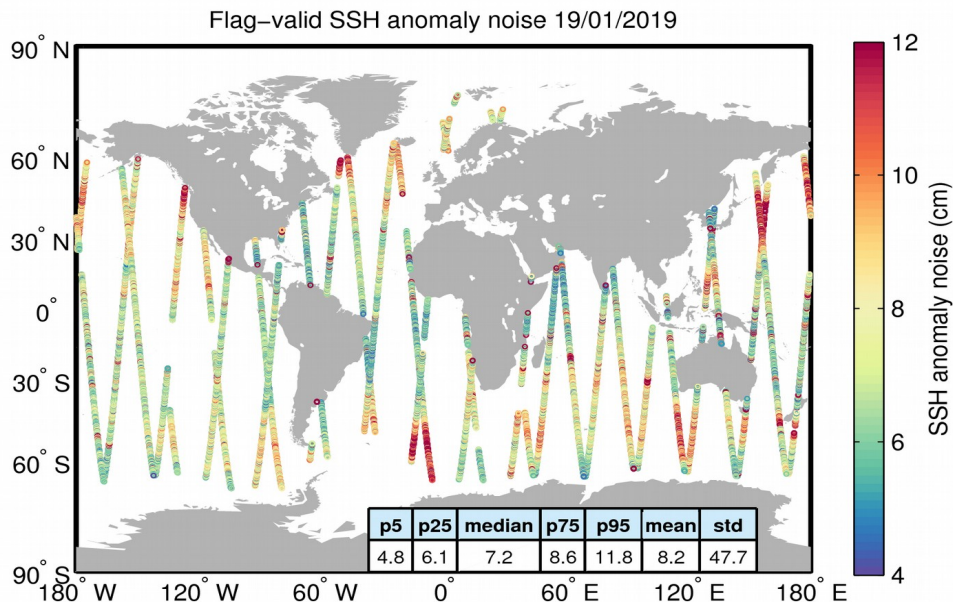 Flag−valid SSH anomaly noise 19/01/2019
90° N
60° N
30° N
0°
30° S
60° S
90° S
180° W
120° W
60° W
0°
60° E
120° E
180° E
p5 p25 median p75 p95 mean std
4.8 6.1 7.2 8.6 11.8 8.2 47.7
12
10
8
6
4
SSH anomaly noise (cm)